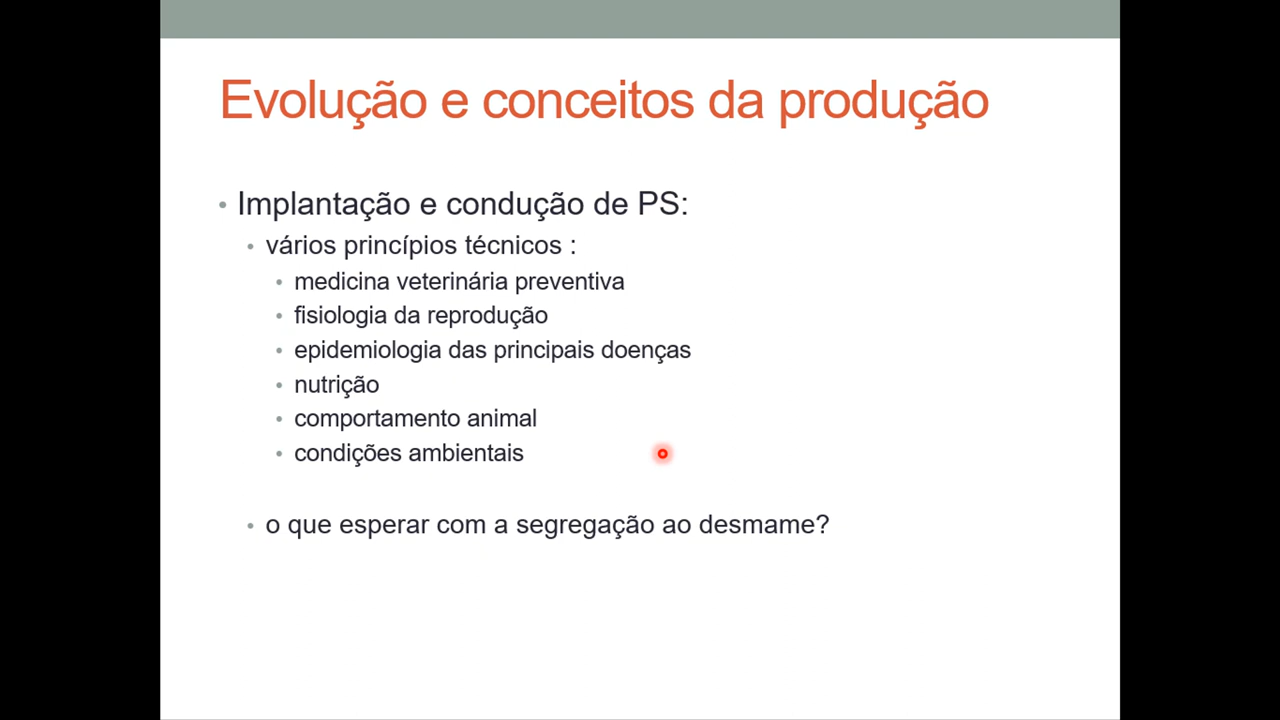 Evolução e conceitos da produção
Implantação e condução de PS:
vários princípios técnicos :
medicina veterinária preventiva
fisiologia da reprodução
epidemiologia das principais doenças
nutrição
comportamento animal
condições ambientais
o que esperar com a segregação ao desmame?